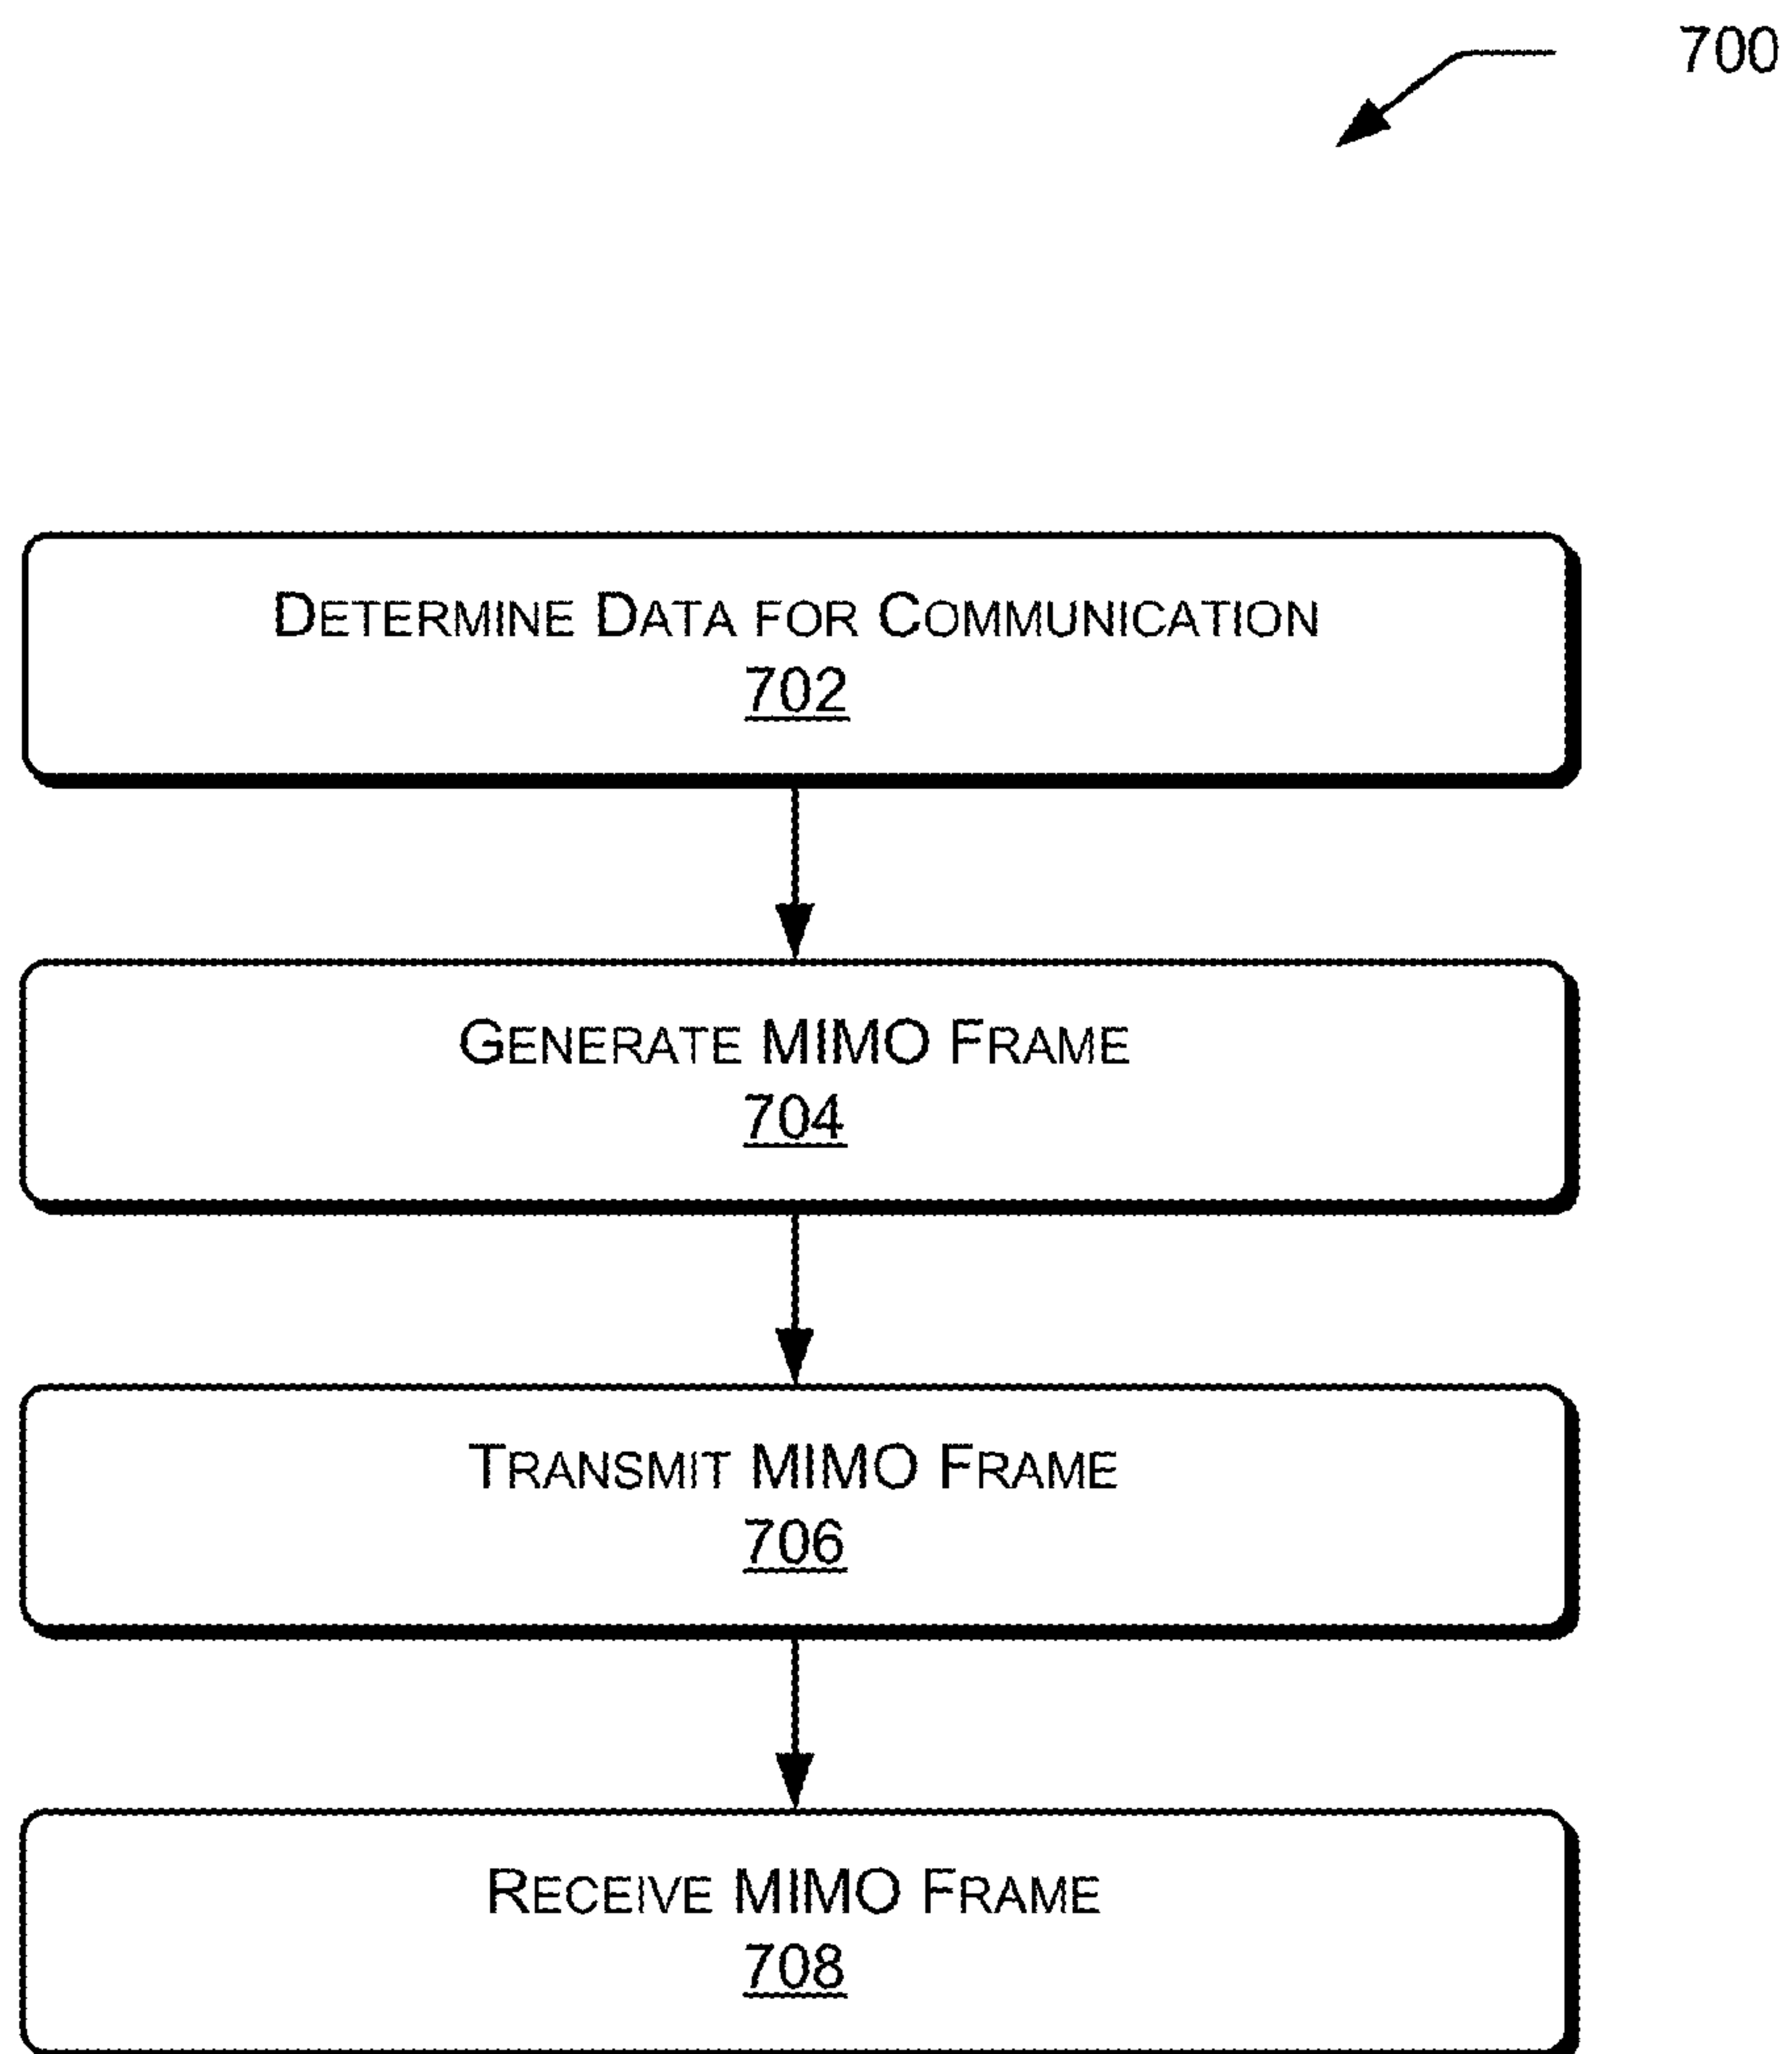 700
DETERMINE DATA FOR COMMUNICATION
702
GENERATE MIMO FRAME
704
TRANSMIT MIMO FRAME
706
RECEIVE MIMO FRAME
708